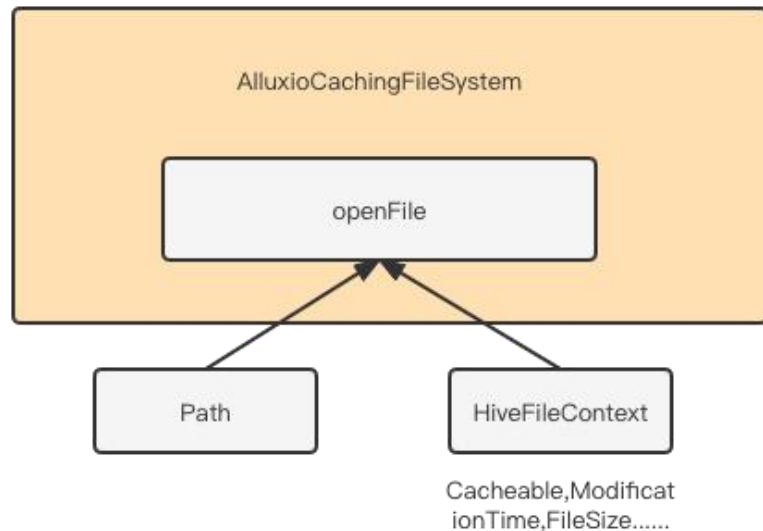 AlluxioCachingFileSystem
openFile
Path
HiveFileContext
Cacheable,Modificat
ionTime,FileSize......